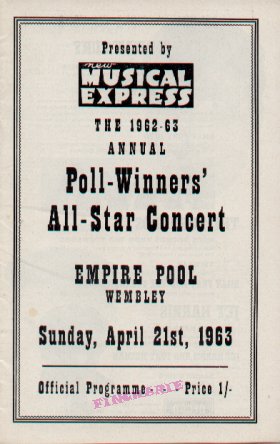 Presented by
new
MUSICAL
EXPRESS
THE 1962-63
ANNUAL
Poll-Winners'
All-Star Concert
EMPIRE POOL
WEMBLEY
Sunday, April 21st, 1963
Official Programme . . . Price 1/-